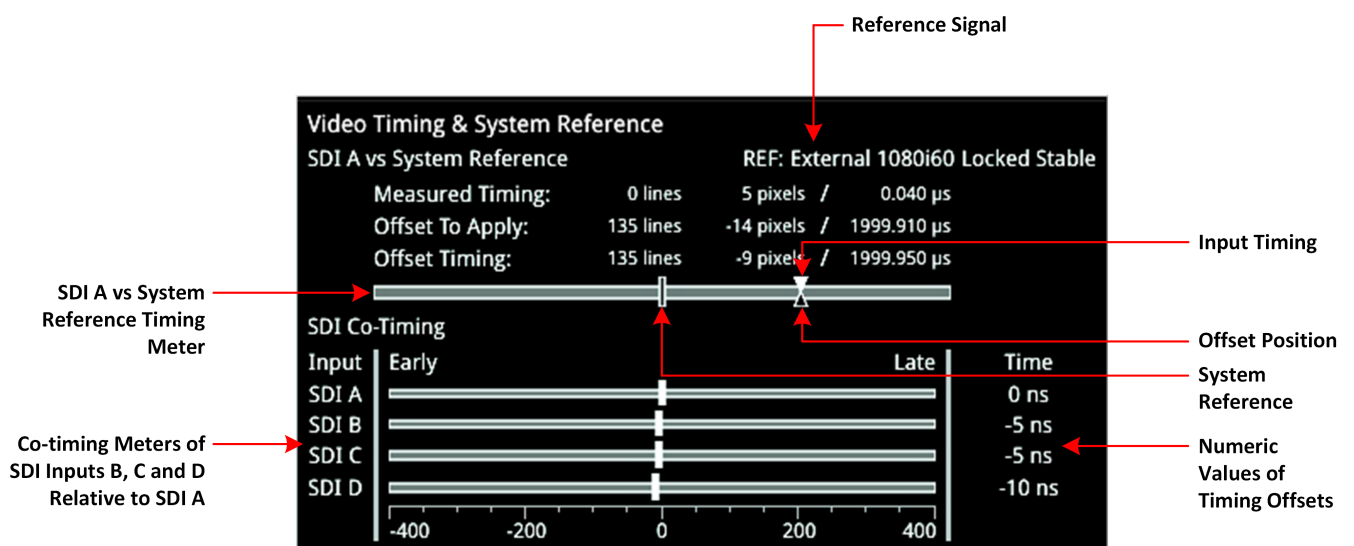 Reference Signal
Video Timing & System Reference
SDI A vs System Reference
REF: External 1080i60 Locked Stable
Measured Timing: 0 lines 5 pixels / 0.040 µs
Offset To Apply: 135 lines -14 pixels / 1999.910 µs
Offset Timing: 135 lines -9 pixels / 1999.950 µs
Input Timing
SDI A vs System
Reference Timing
Meter
SDI Co-Timing
Offset Position
Input Early Late Time
System
Reference
SDI A 0 ns
SDI B -5 ns
SDI C -5 ns
SDI D -10 ns
Co-timing Meters of
SDI Inputs B, C and D
Relative to SDI A
Numeric
Values of
Timing Offsets
-400 -200 0 200 400